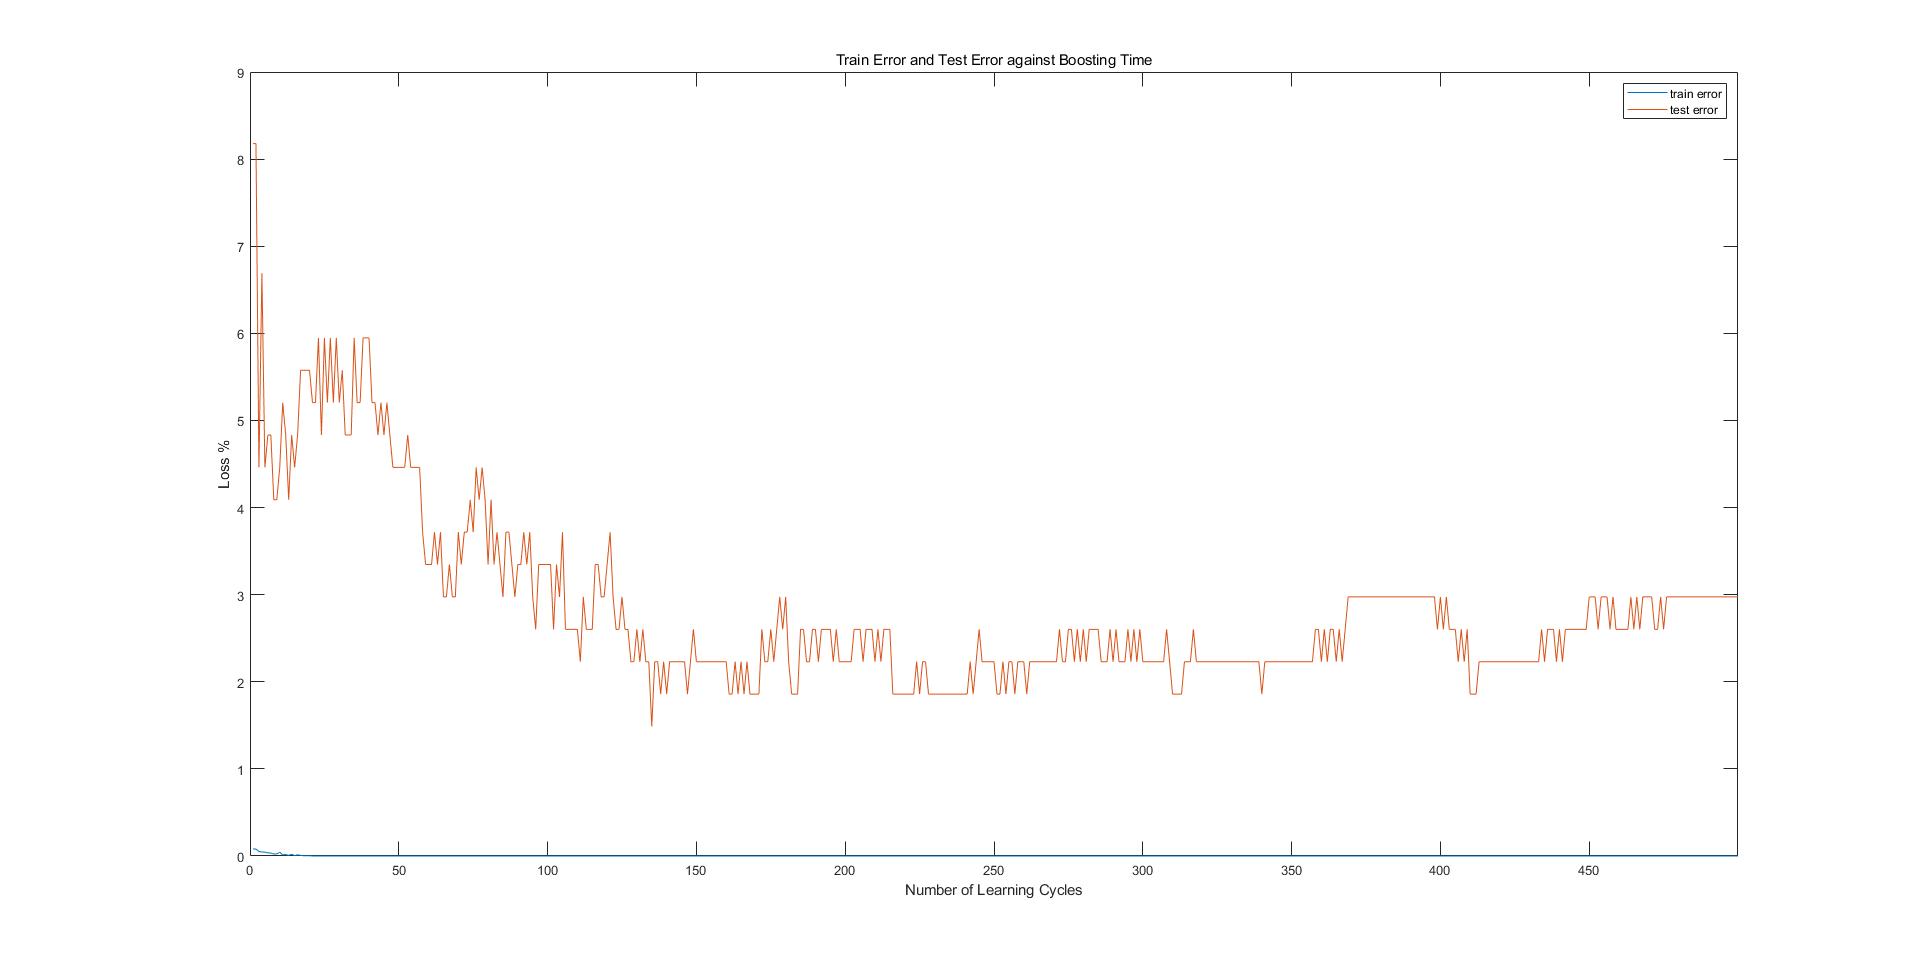 Train Error and Test Error against Boosting Time
train error
test error
9
8
7
6
5
4
3
2
1
0
Loss %
0 50 100 150 200 250 300 350 400 450
Number of Learning Cycles